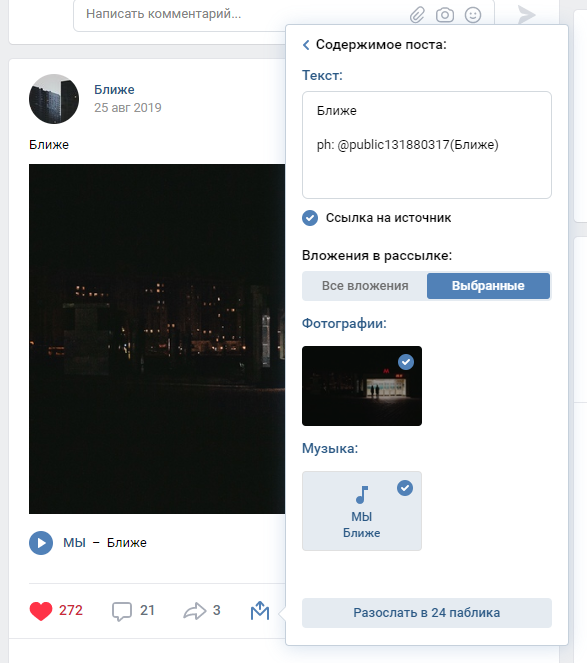 Написать комментарий...
Ближе
25 авг 2019
Ближе
МЫ – Ближе
272
21
3
Содержимое поста:
Текст:
Ближе
ph: @public131880317(Ближе)
Ссылка на источник
Вложения в рассылке:
Все вложения
Выбранные
Фотографии:
Музыка:
МЫ
Ближе
Разослать в 24 паблика